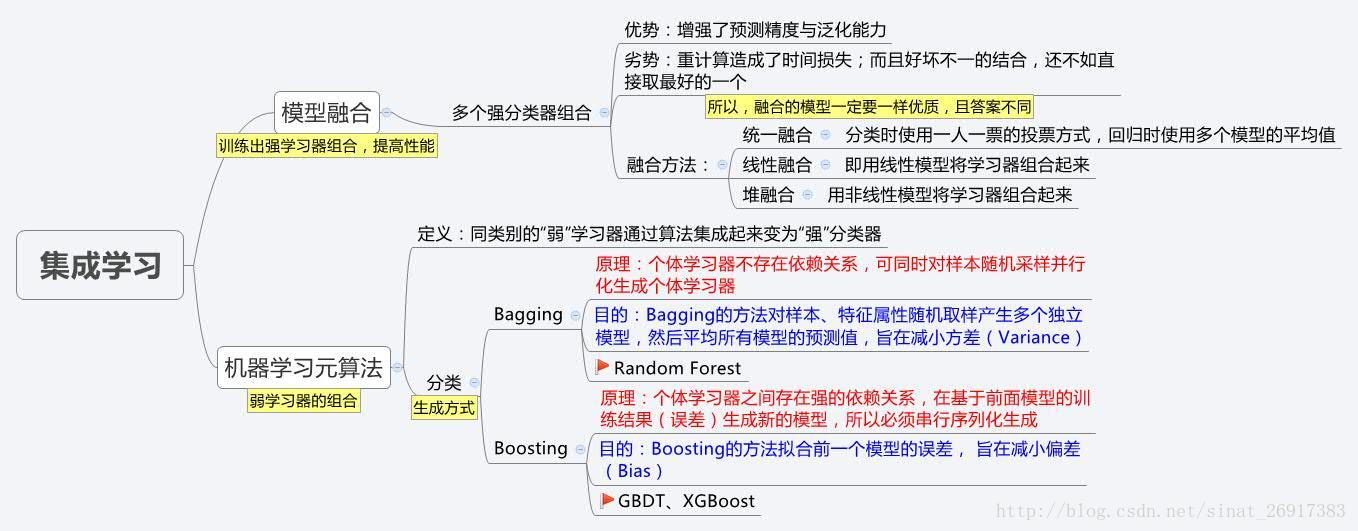 集成学习
模型融合
训练出强学习器组合，提高性能
多个强分类器组合
优势：增强了预测精度与泛化能力
劣势：重计算造成了时间损失；而且好坏不一的结合，还不如直
接取最好的一个
所以，融合的模型一定要一样优质，且答案不同
融合方法：
统一融合
分类时使用一人一票的投票方式，回归时使用多个模型的平均值
线性融合
即用线性模型将学习器组合起来
堆融合
用非线性模型将学习器组合起来
机器学习元算法
弱学习器的组合
定义：同类别的“弱”学习器通过算法集成起来变为“强”分类器
分类
生成方式
Bagging
原理：个体学习器不存在依赖关系，可同时对样本随机采样并行
化生成个体学习器
目的：Bagging的方法对样本、特征属性随机取样产生多个独立
模型，然后平均所有模型的预测值，旨在减小方差（Variance）
Random Forest
Boosting
原理：个体学习器之间存在强的依赖关系，在基于前面模型的训
练结果（误差）生成新的模型，所以必须串行序列化生成
目的：Boosting的方法拟合前一个模型的误差， 旨在减小偏差
（Bias）
GBDT、XGBoost
http://blog.csdn.net/sinat_26917383